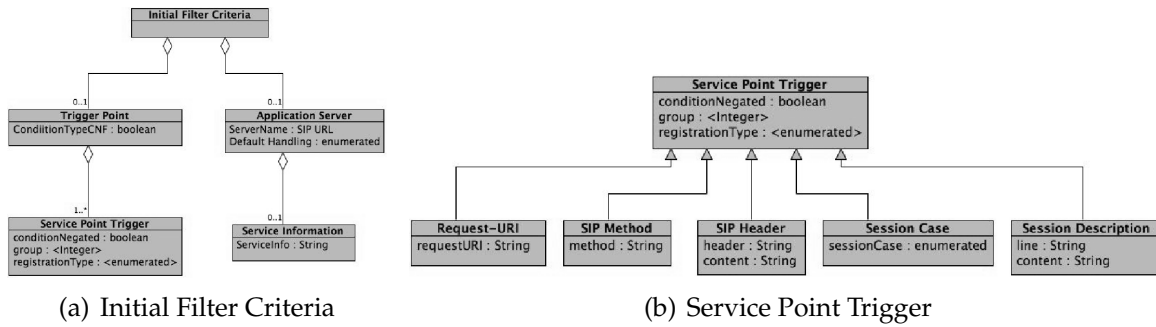 Initial Filter Criteria
0..1
0..1
Trigger Point
CondiitionTypeCNF : boolean
Application Server
ServerName : SIP URL
Default Handling : enumerated
1..*
0..1
Service Point Trigger
conditionNegated : boolean
group : <Integer>
registrationType : <enumerated>
Service Information
ServiceInfo : String
(a) Initial Filter Criteria
Service Point Trigger
conditionNegated : boolean
group : <Integer>
registrationType : <enumerated>
Request-URI
requestURI : String
SIP Method
method : String
SIP Header
header : String
content : String
Session Case
sessionCase : enumerated
Session Description
line : String
content : String
(b) Service Point Trigger